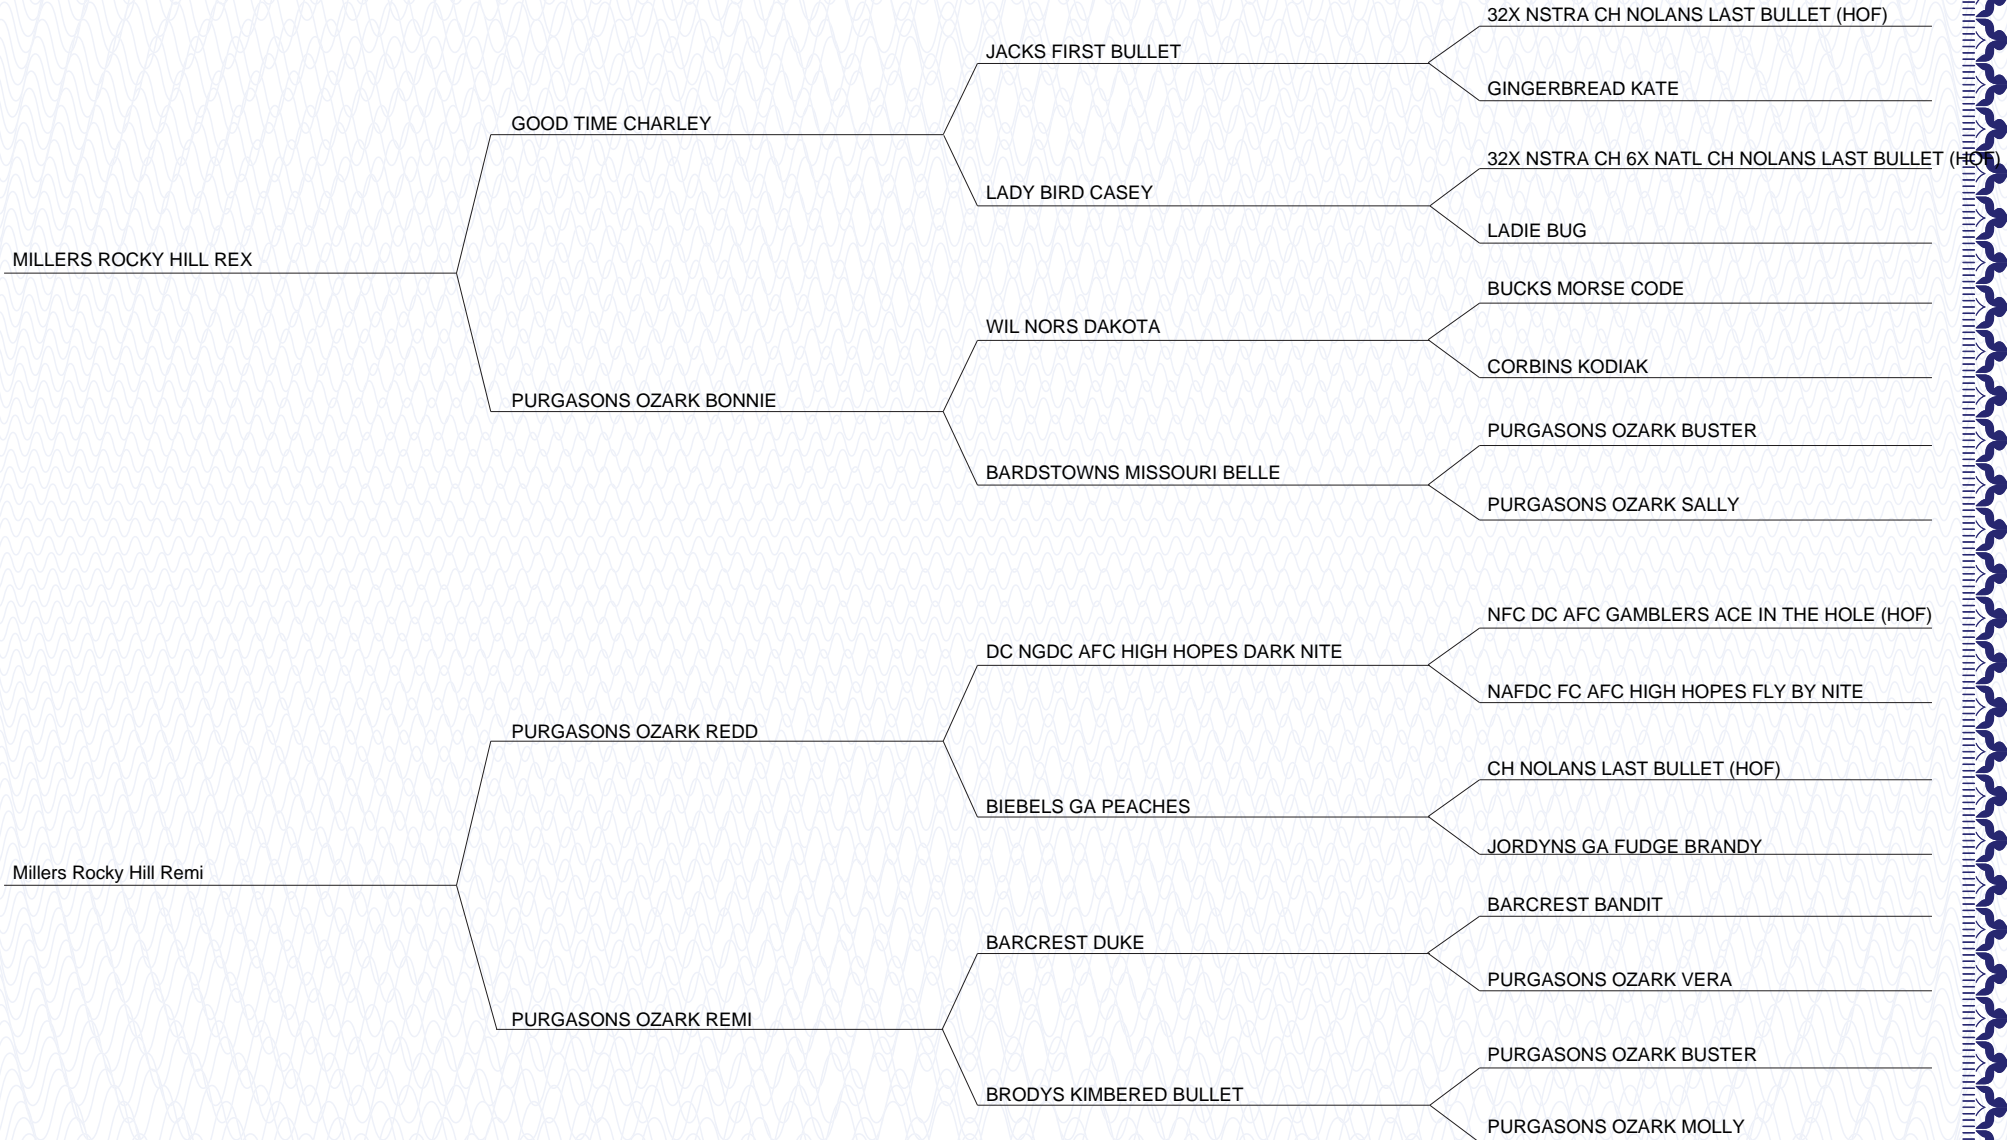 32X NSTRA CH NOLANS LAST BULLET (HOF)
JACKS FIRST BULLET
GINGERBREAD KATE
GOOD TIME CHARLEY
32X NSTRA CH 6X NATL CH NOLANS LAST BULLET (HOF)
LADY BIRD CASEY
LADIE BUG
MILLERS ROCKY HILL REX
BUCKS MORSE CODE
WIL NORS DAKOTA
CORBINS KODIAK
PURGASONS OZARK BONNIE
PURGASONS OZARK BUSTER
BARDSTOWNS MISSOURI BELLE
PURGASONS OZARK SALLY
NFC DC AFC GAMBLERS ACE IN THE HOLE (HOF)
DC NGDC AFC HIGH HOPES DARK NITE
NAFDC FC AFC HIGH HOPES FLY BY NITE
PURGASONS OZARK REDD
CH NOLANS LAST BULLET (HOF)
BIEBELS GA PEACHES
JORDYNS GA FUDGE BRANDY
Millers Rocky Hill Remi
BARCREST BANDIT
BARCREST DUKE
PURGASONS OZARK VERA
PURGASONS OZARK REMI
PURGASONS OZARK BUSTER
BRODYS KIMBERED BULLET
PURGASONS OZARK MOLLY